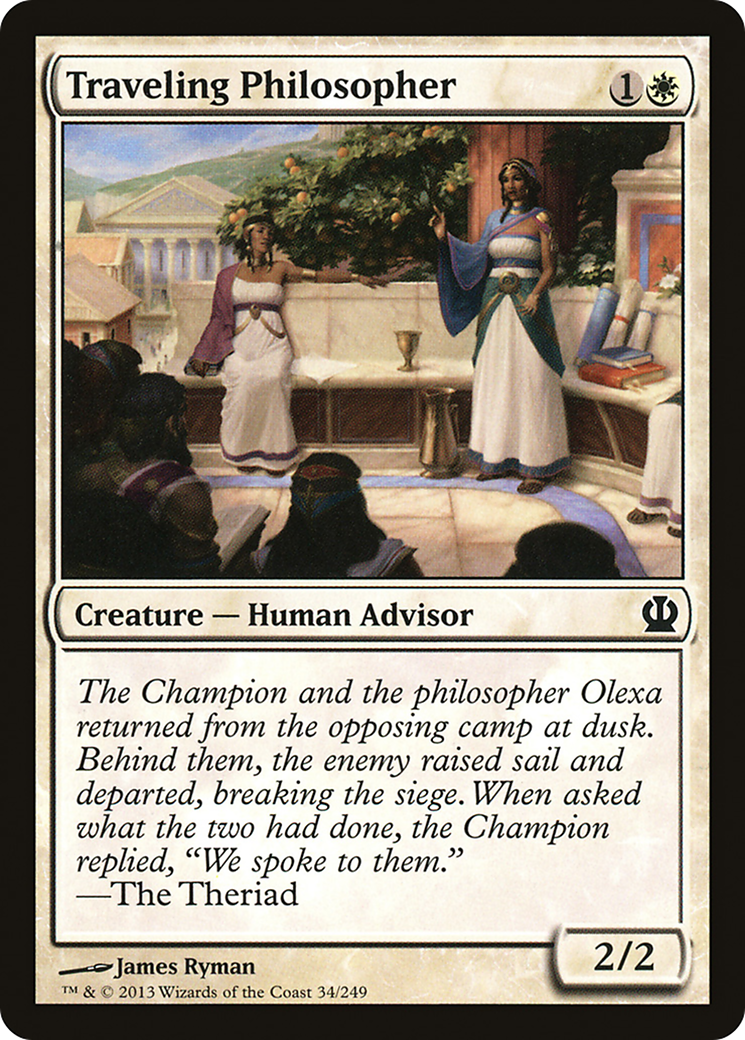 Traveling Philosopher
1
Creature — Human Advisor
The Champion and the philosopher Olexa
returned from the opposing camp at dusk.
Behind them, the enemy raised sail and
departed, breaking the siege. When asked
what the two had done, the Champion
replied, “We spoke to them.”
—The Theriad
2/2
James Ryman
™ & © 2013 Wizards of the Coast 34/249